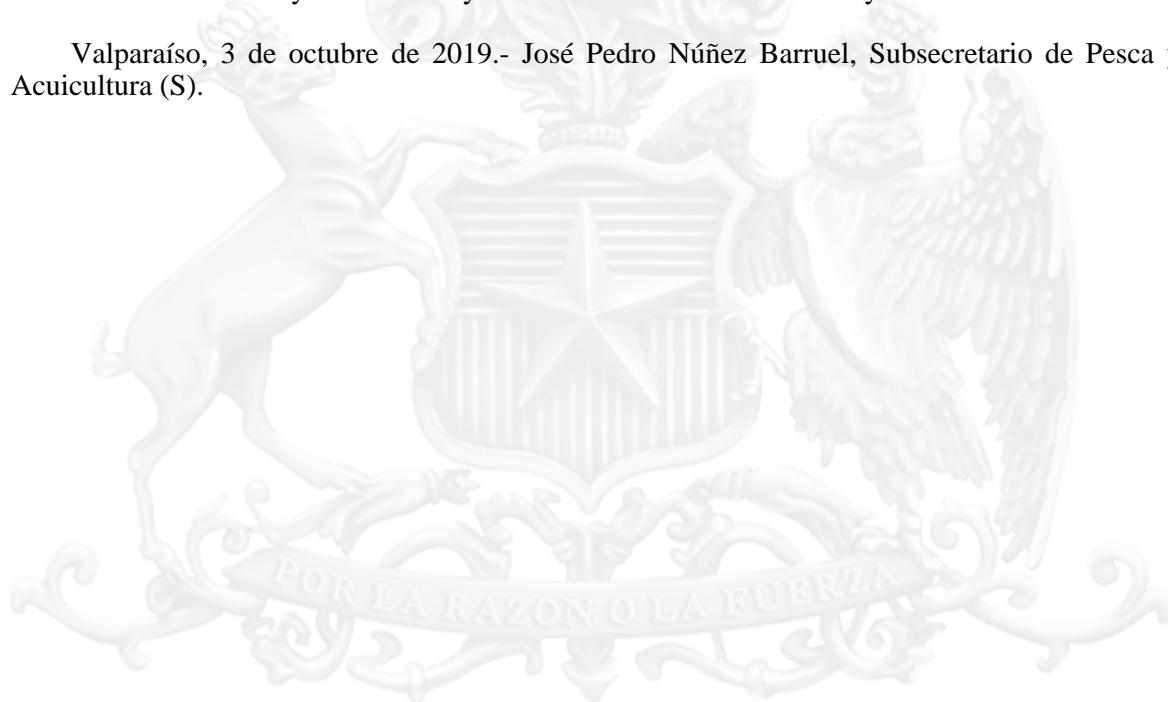 Valparaíso, 3 de octubre de 2019.- José Pedro Núñez Barruel, Subsecretario de Pesca
Acuicultura (S).
POR LA RAZON O LA FUERZA